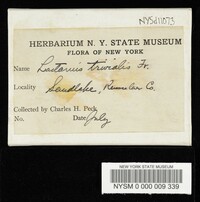 NYSd1073
HERBARIUM N. Y. STATE MUSEUM
FLORA OF NEW YORK
Name Lactarius trivialis Fr.
Locality Sandlake, Rensselaer Co.
Collected by Charles H. Peck
No. Date July
NEW YORK STATE MUSEUM
NYSM 0 000 009 339